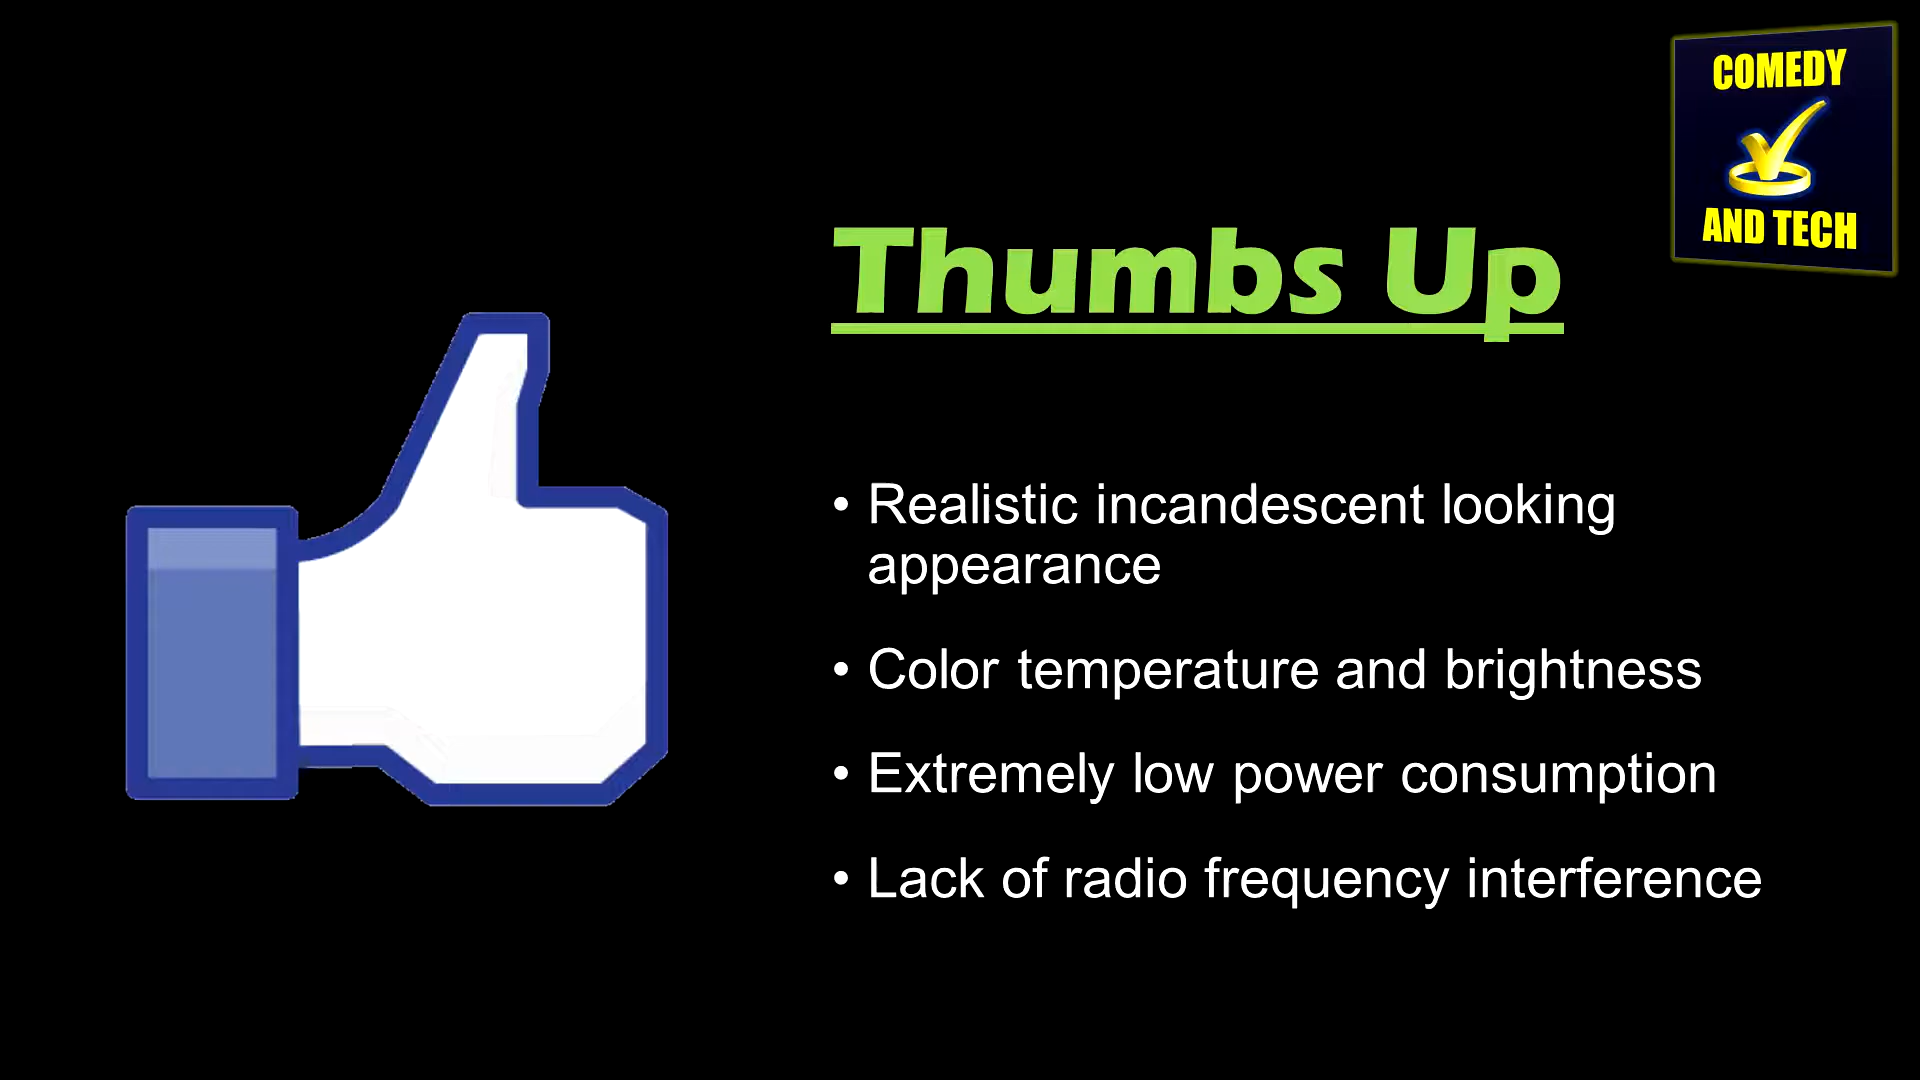 COMEDY
AND TECH
Thumbs Up
• Realistic incandescent looking
appearance
• Color temperature and brightness
• Extremely low power consumption
• Lack of radio frequency interference